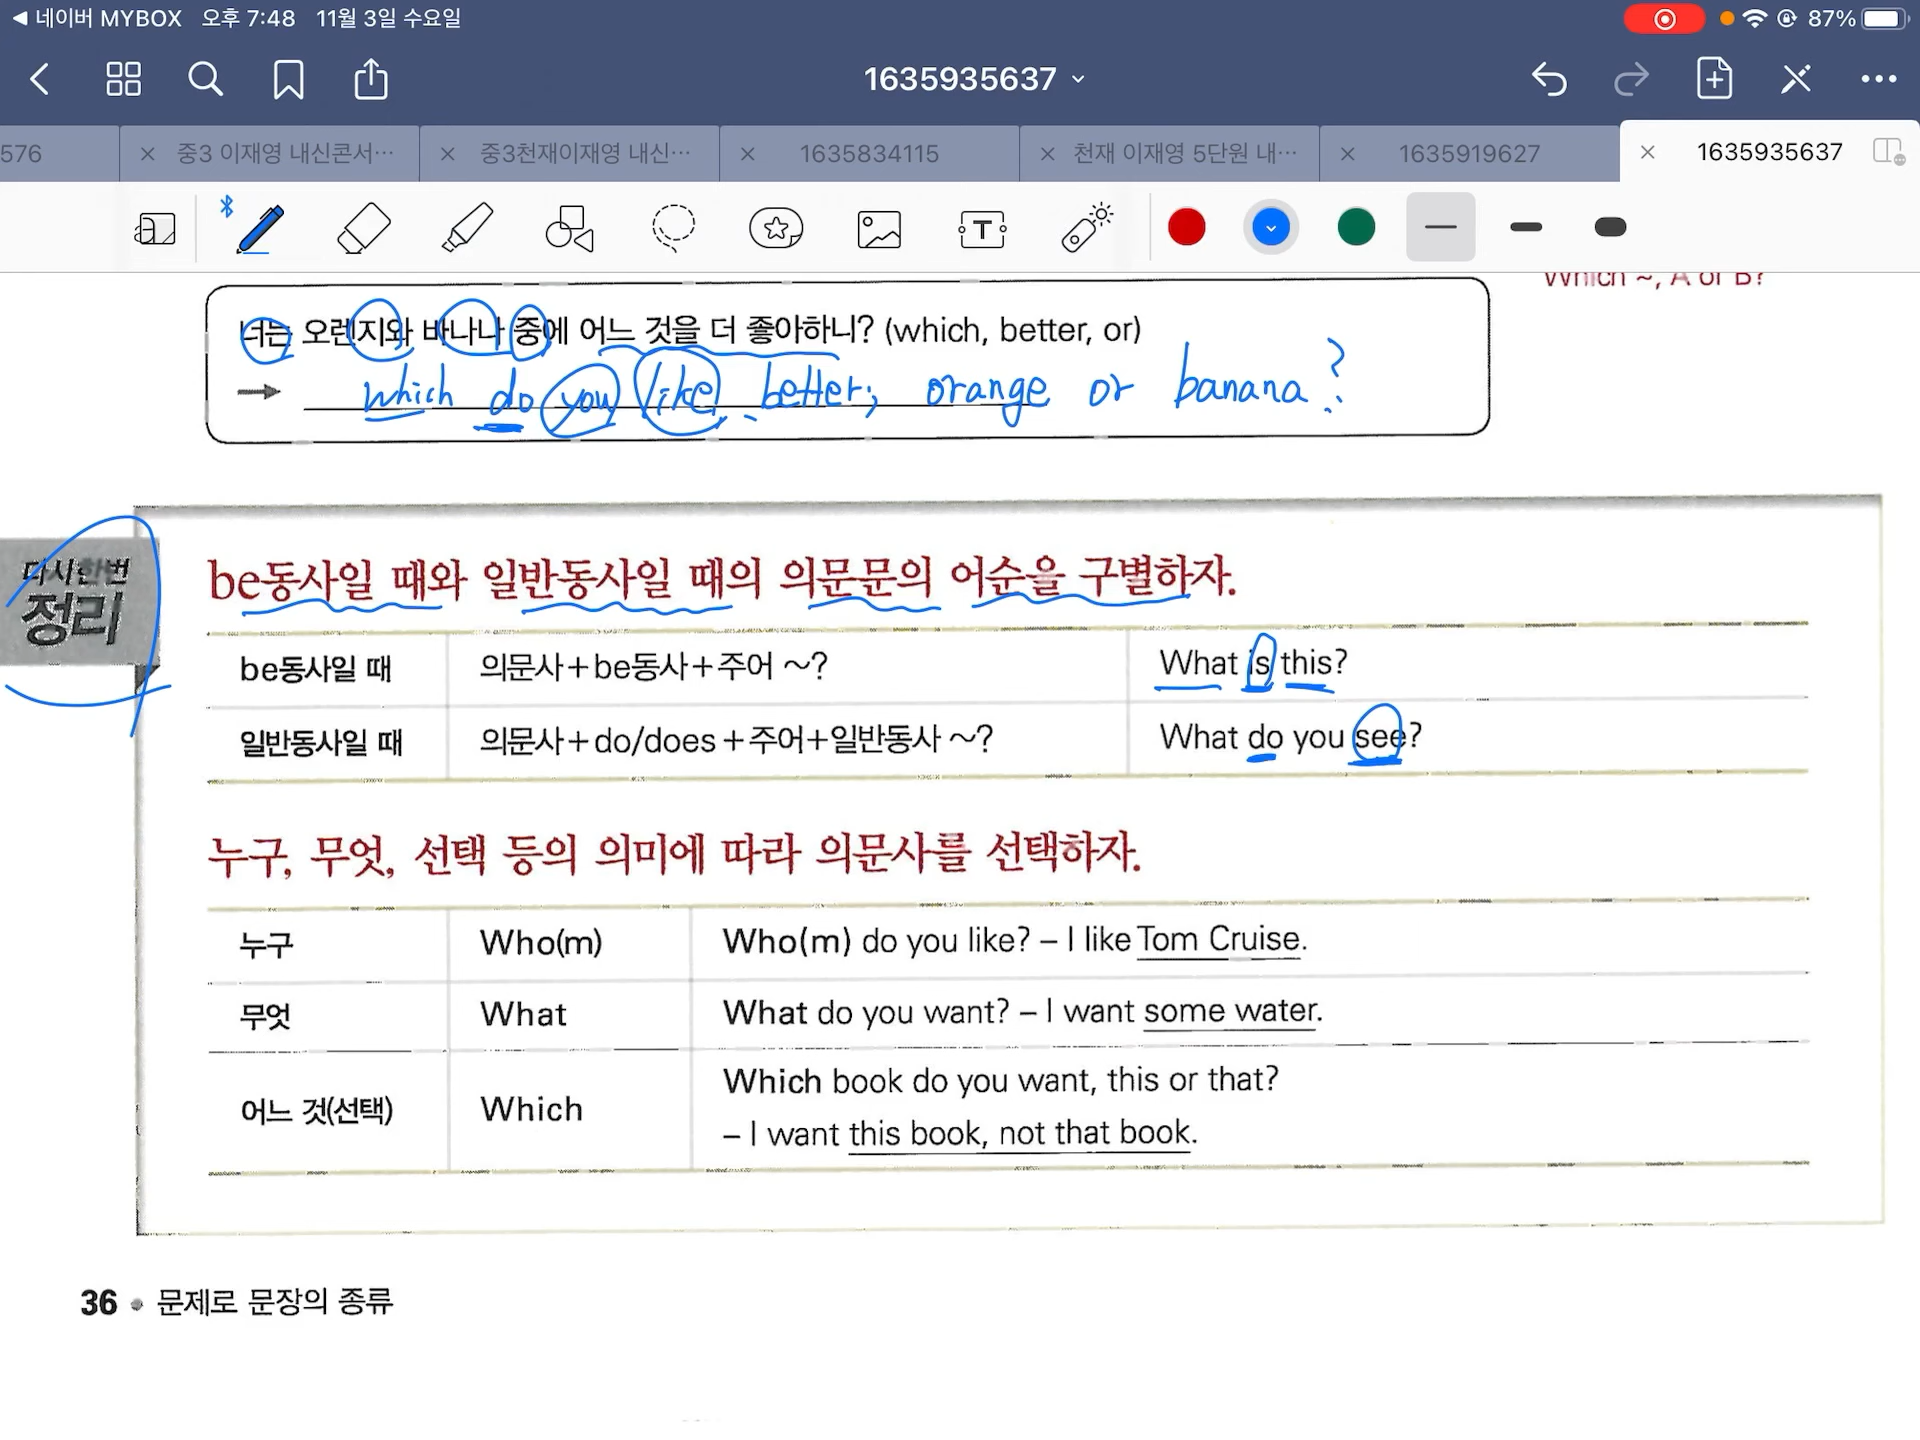 네이버 MYBOX 오후 7:48 11월 3일 수요일 87%
1635935637
576 중3 이재영 내신콘서… 중3천재이재영 내신… 1635834115 천재 이재영 5단원 내… 1635919627 1635935637
Which ~, A or B?
너는 오렌지와 바나나 중에 어느 것을 더 좋아하니? (which, better, or)
→ which do you like better, orange or banana?
다시한번
정리
be동사일 때와 일반동사일 때의 의문문의 어순을 구별하자.
be동사일 때 의문사+be동사+주어 ~? What is this?
일반동사일 때 의문사+do/does+주어+일반동사 ~? What do you see?
누구, 무엇, 선택 등의 의미에 따라 의문사를 선택하자.
누구 Who(m) Who(m) do you like? – I like Tom Cruise.
무엇 What What do you want? – I want some water.
어느 것(선택) Which Which book do you want, this or that?
– I want this book, not that book.
36 • 문제로 문장의 종류